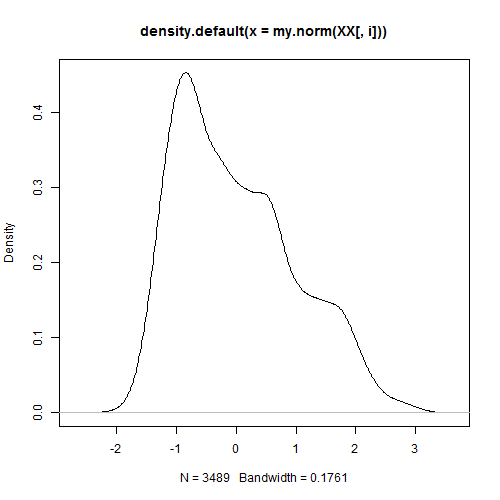 density.default(x = my.norm(XX[, i]))
Density
0.4
0.3
0.2
0.1
0.0
-2 -1 0 1 2 3
N = 3489 Bandwidth = 0.1761